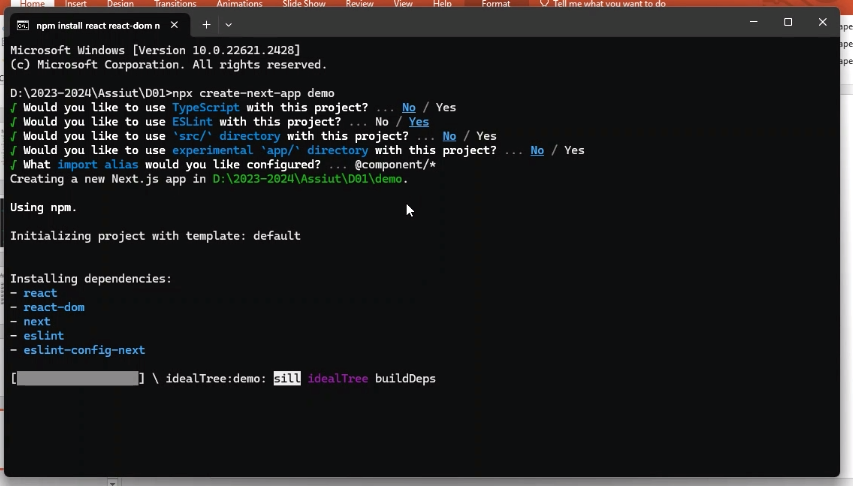 Home Insert Design Transitions Animations Slide Show Review View Help Format Tell me what you want to do
npm install react react-dom n
Microsoft Windows [Version 10.0.22621.2428]
(c) Microsoft Corporation. All rights reserved.
D:\2023-2024\Assiut\D01>npx create-next-app demo
√ Would you like to use TypeScript with this project? ... No / Yes
√ Would you like to use ESLint with this project? ... No / Yes
√ Would you like to use `src/` directory with this project? ... No / Yes
√ Would you like to use experimental `app/` directory with this project? ... No / Yes
√ What import alias would you like configured? ... @component/*
Creating a new Next.js app in D:\2023-2024\Assiut\D01\demo.
Using npm.
Initializing project with template: default
Installing dependencies:
- react
- react-dom
- next
- eslint
- eslint-config-next
[                  ] \ idealTree:demo: sill idealTree buildDeps